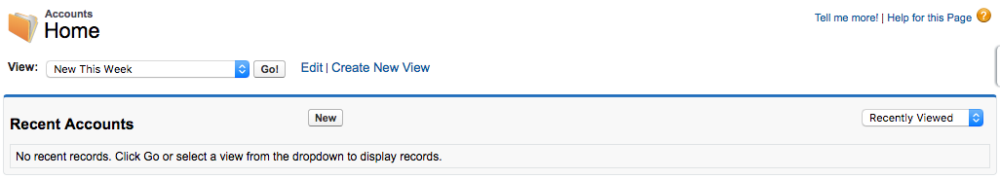 Accounts
Home
Tell me more! | Help for this Page ?
View: New This Week Go! Edit | Create New View
Recent Accounts New Recently Viewed
No recent records. Click Go or select a view from the dropdown to display records.